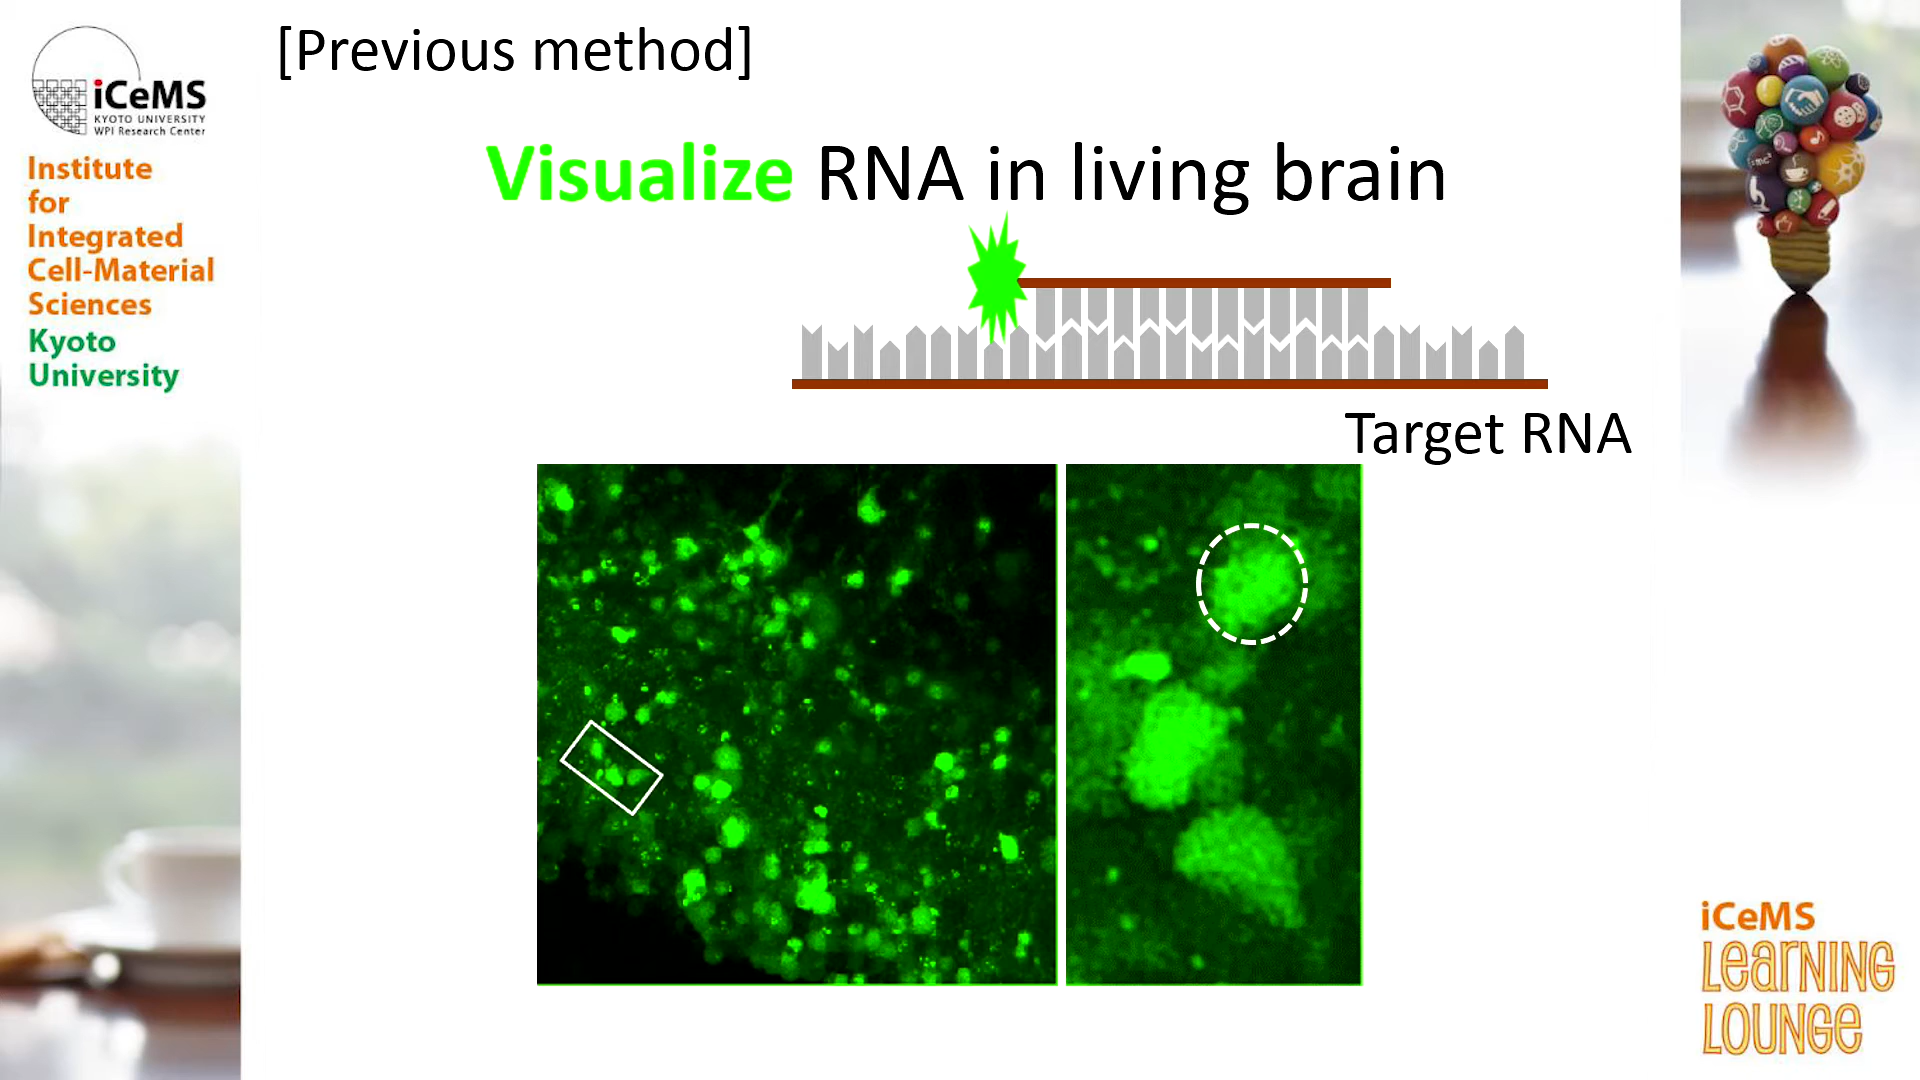 [Previous method]
iCeMS
KYOTO UNIVERSITY
WPI Research Center
Institute
for
Integrated
Cell-Material
Sciences
Kyoto
University
Visualize RNA in living brain
Target RNA
iCeMS
LeaRNING
LOUNGe